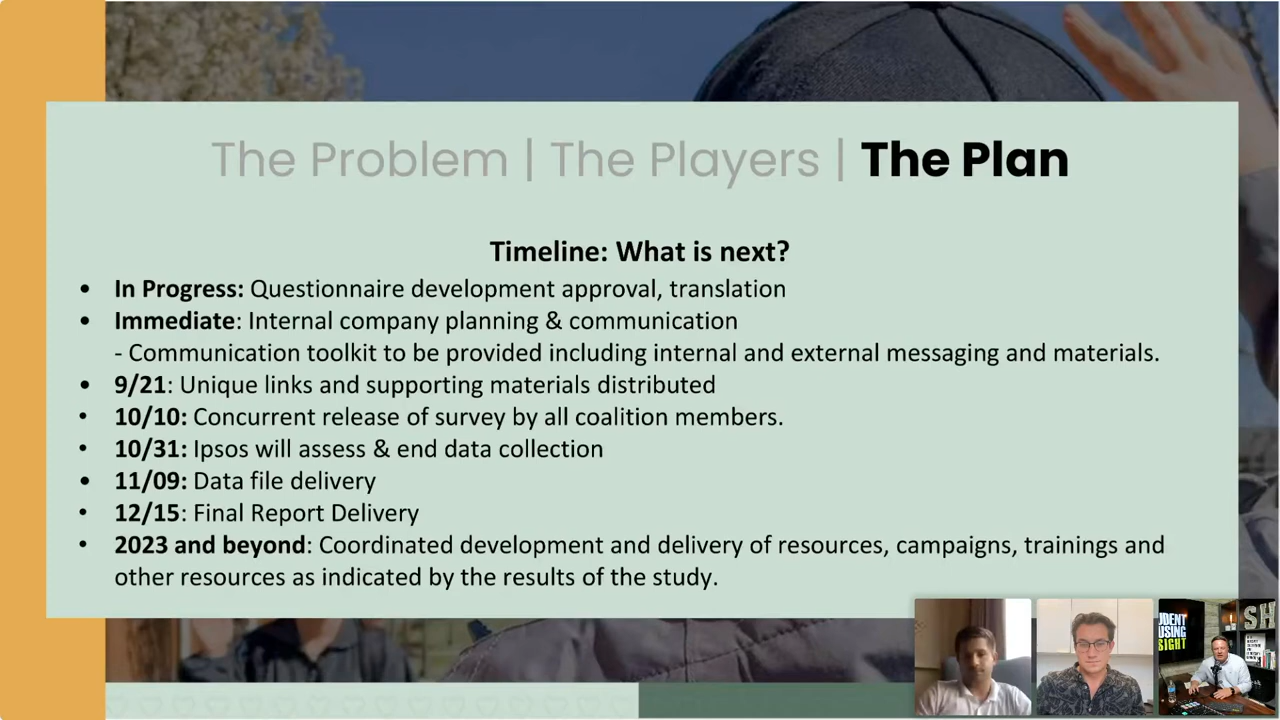 The Problem | The Players | The Plan
Timeline: What is next?
• In Progress: Questionnaire development approval, translation
• Immediate: Internal company planning & communication
- Communication toolkit to be provided including internal and external messaging and materials.
• 9/21: Unique links and supporting materials distributed
• 10/10: Concurrent release of survey by all coalition members.
• 10/31: Ipsos will assess & end data collection
• 11/09: Data file delivery
• 12/15: Final Report Delivery
• 2023 and beyond: Coordinated development and delivery of resources, campaigns, trainings and
other resources as indicated by the results of the study.
UDENT
USING
SIGHT
SH